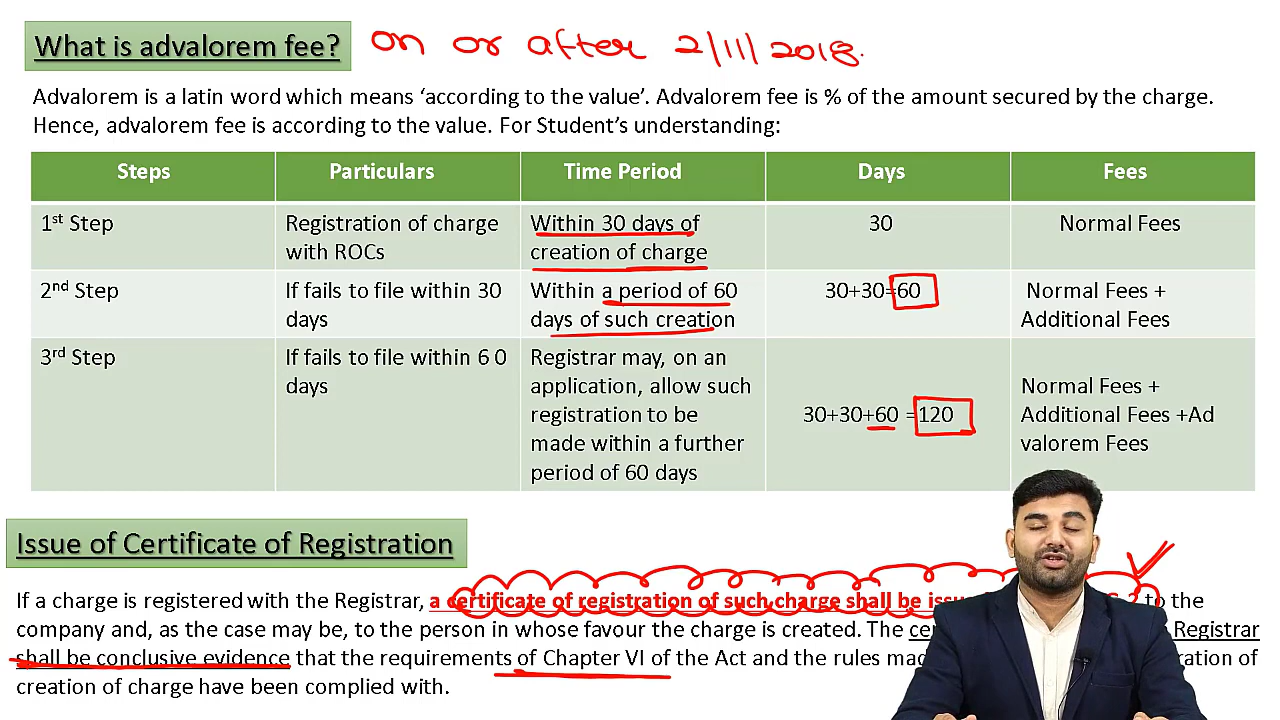 What is advalorem fee? on or after 2/11/2018.
Advalorem is a latin word which means ‘according to the value’. Advalorem fee is % of the amount secured by the charge.
Hence, advalorem fee is according to the value. For Student’s understanding:
Steps Particulars Time Period Days Fees
1st Step Registration of charge Within 30 days of 30 Normal Fees
with ROCs creation of charge
2nd Step If fails to file within 30 Within a period of 60 30+30=60 Normal Fees +
days days of such creation Additional Fees
3rd Step If fails to file within 6 0 Registrar may, on an
days application, allow such Normal Fees +
registration to be 30+30+60 =120 Additional Fees +Ad
made within a further valorem Fees
period of 60 days
Issue of Certificate of Registration
If a charge is registered with the Registrar, a certificate of registration of such charge shall be to the
company and, as the case may be, to the person in whose favour the charge is created. The Registrar
shall be conclusive evidence that the requirements of Chapter VI of the Act and the rules of
creation of charge have been complied with.